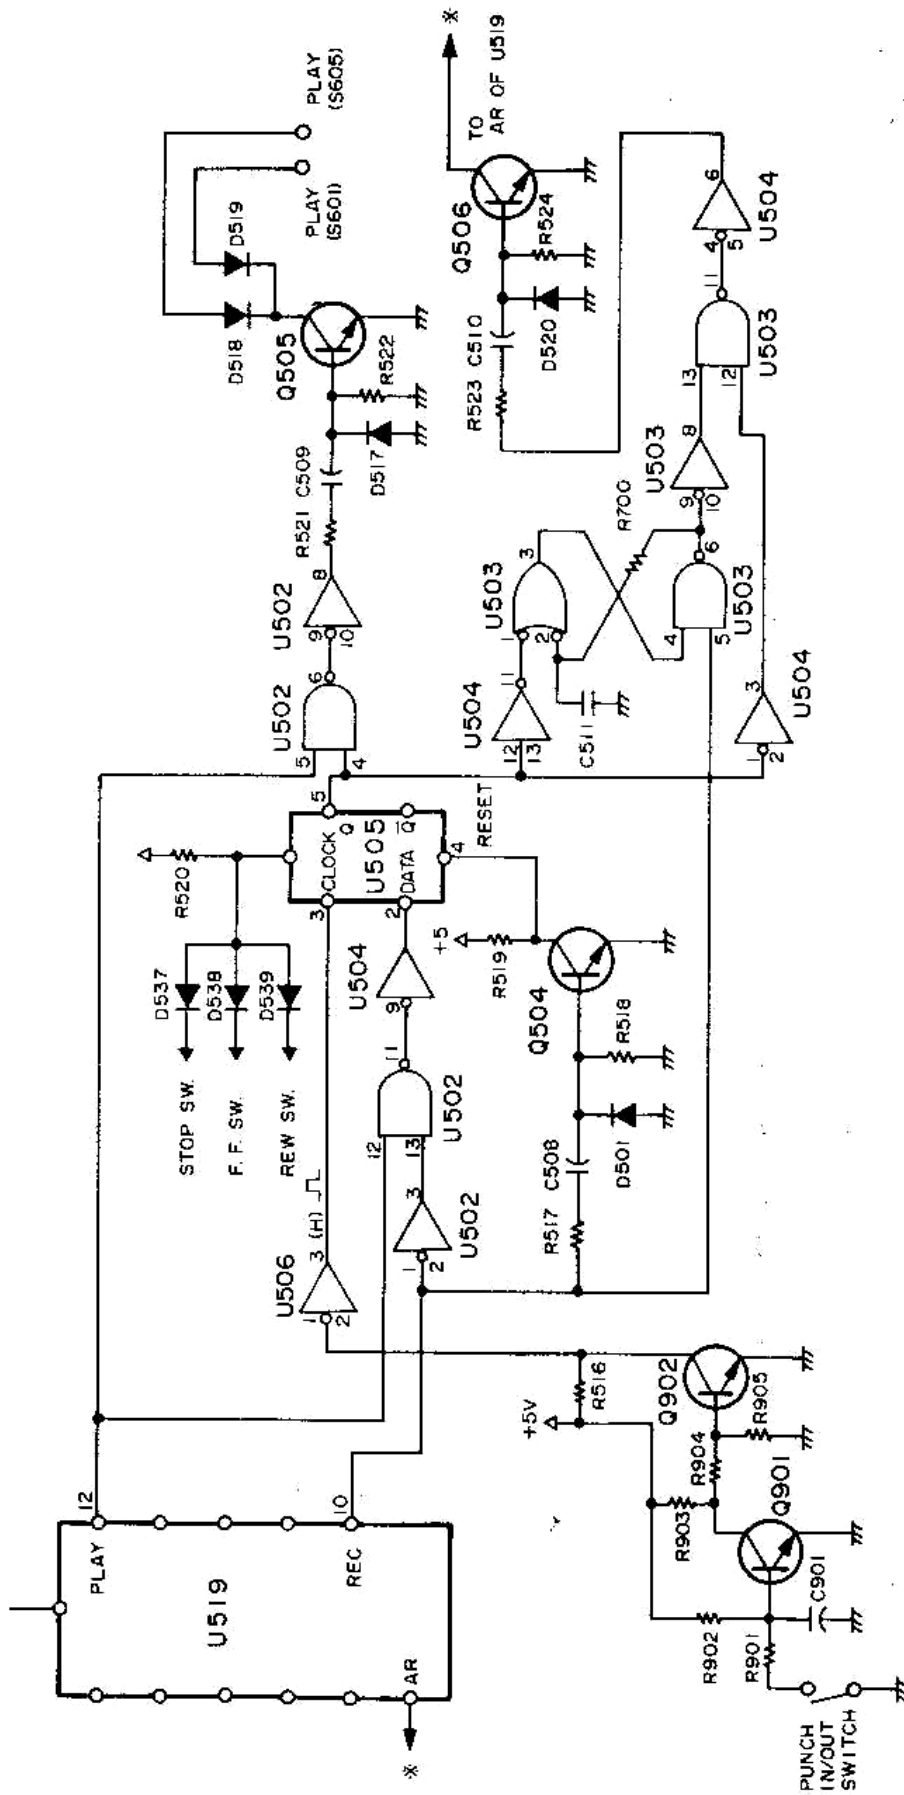 PLAY
(S605)
PLAY
(S601)
D519
D518
Q505
R522
D517
R521 C509
U502
8
9
10
U502
6
5
4
*
TO
AR OF U519
Q506
R524
D520
R523 C510
6
U504
4
5
11
U503
13
12
U503
8
9
10
R700
U503
3
1
2
6
U503
4
5
U504
11
12
13
C511
3
U504
1
2
RESET
5
Q
Q
CLOCK
U505
DATA
3
2
4
R520
D537
D538
D539
STOP SW.
F.F. SW.
REW SW.
U504
9
11
U502
12
13
3
U502
1
2
+5
R519
Q504
R518
D501
R517 C508
(H)
3
U506
1
2
+5V
R516
Q902
R905
R904
R903
Q901
C901
R902
R901
PUNCH
IN/OUT
SWITCH
12
PLAY
10
REC
U519
AR
*